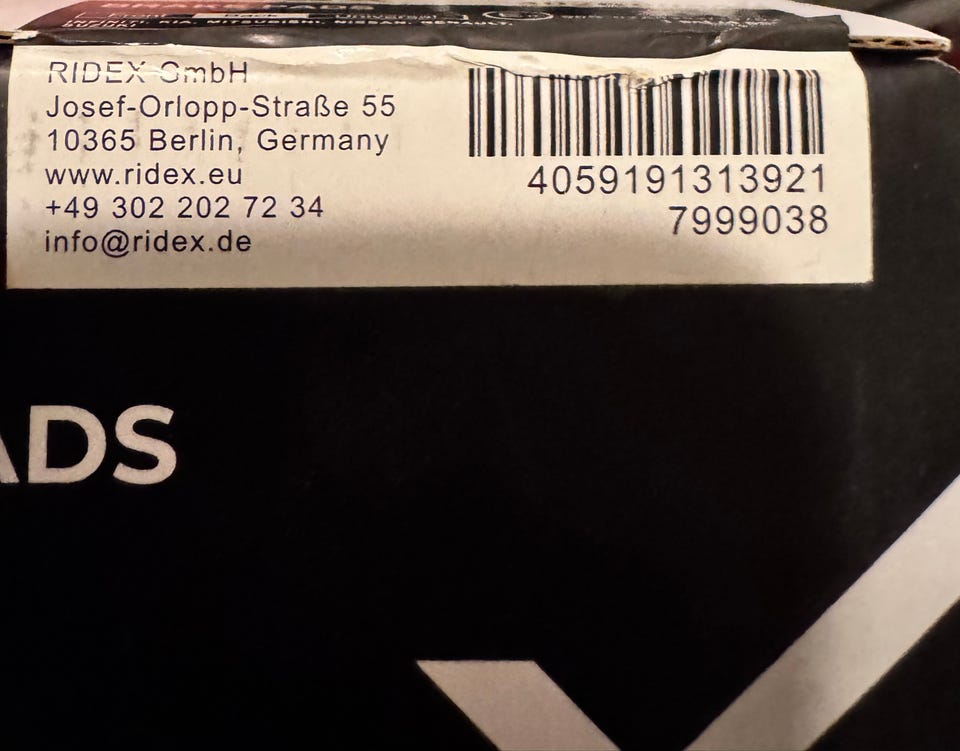 RIDEX GmbH
Josef-Orlopp-Straße 55
10365 Berlin, Germany
www.ridex.eu
+49 302 202 72 34
info@ridex.de
4059191313921
7999038
ADS